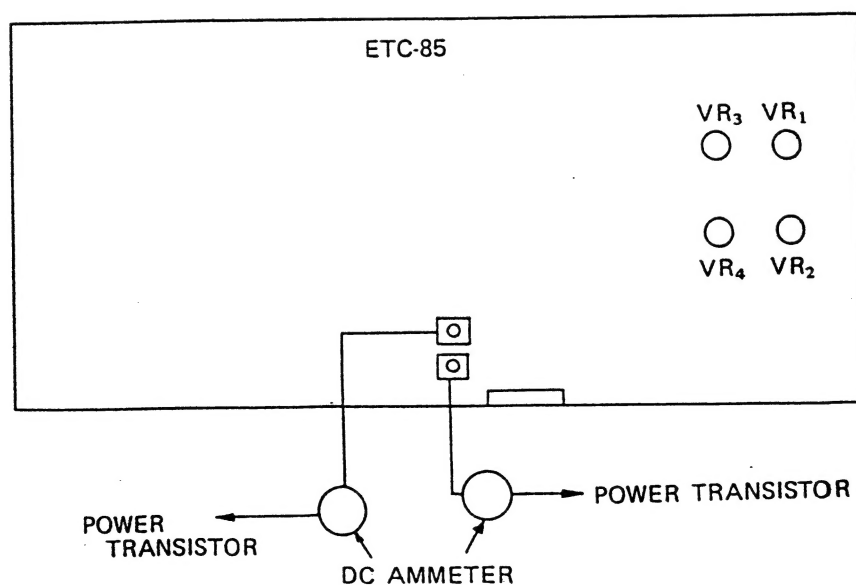 ETC-85
VR₃ VR₁
VR₄ VR₂
POWER
TRANSISTOR
POWER TRANSISTOR
DC AMMETER